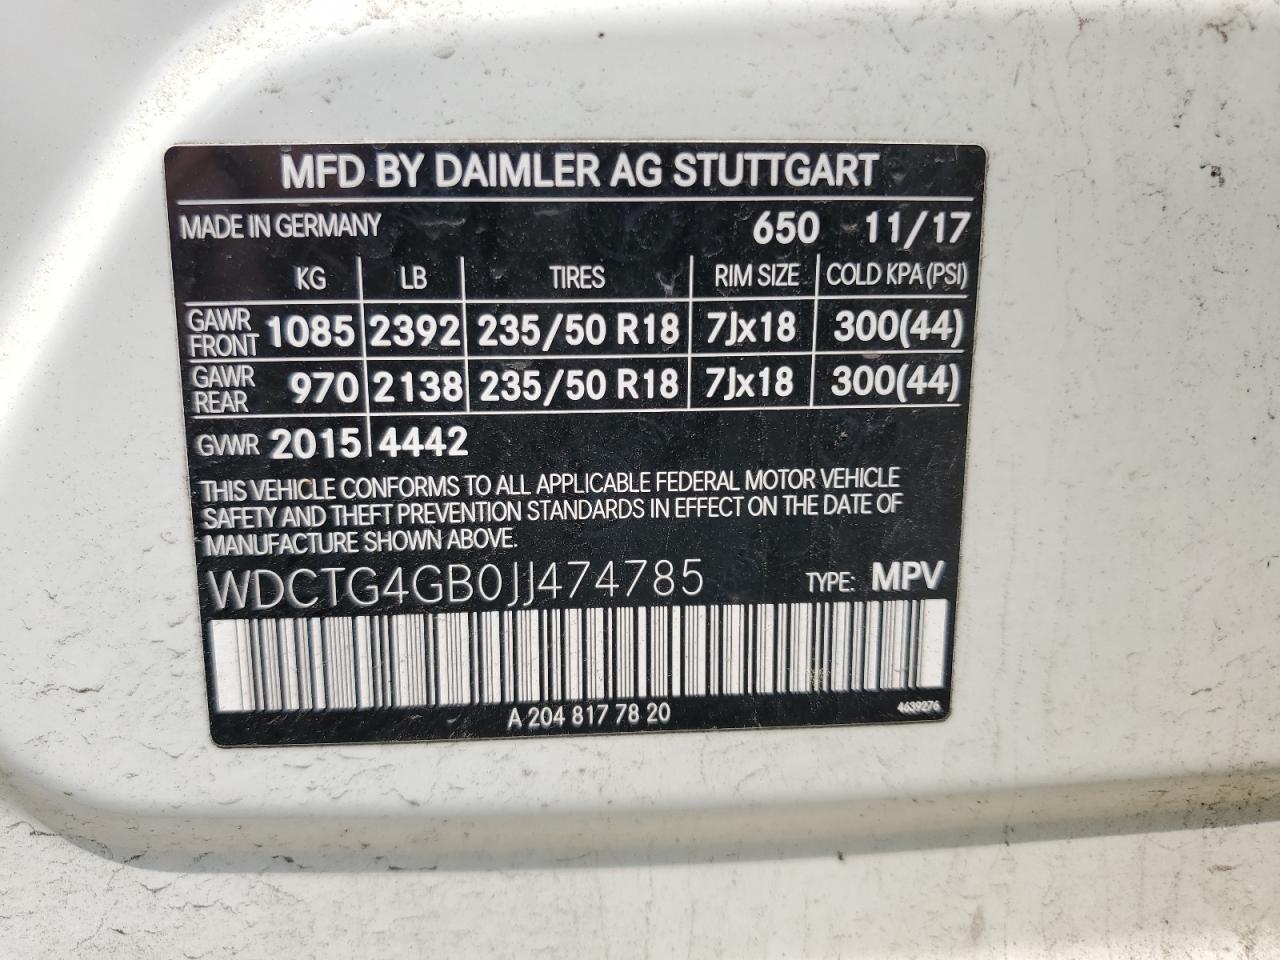 MFD BY DAIMLER AG STUTTGART
MADE IN GERMANY 650 11/17
KG LB TIRES RIM SIZE COLD KPA (PSI)
GAWR FRONT 1085 2392 235/50 R18 7Jx18 300(44)
GAWR REAR 970 2138 235/50 R18 7Jx18 300(44)
GVWR 2015 4442
THIS VEHICLE CONFORMS TO ALL APPLICABLE FEDERAL MOTOR VEHICLE
SAFETY AND THEFT PREVENTION STANDARDS IN EFFECT ON THE DATE OF
MANUFACTURE SHOWN ABOVE.
WDCTG4GB0JJ474785 TYPE: MPV
A 204 817 78 20 4639276